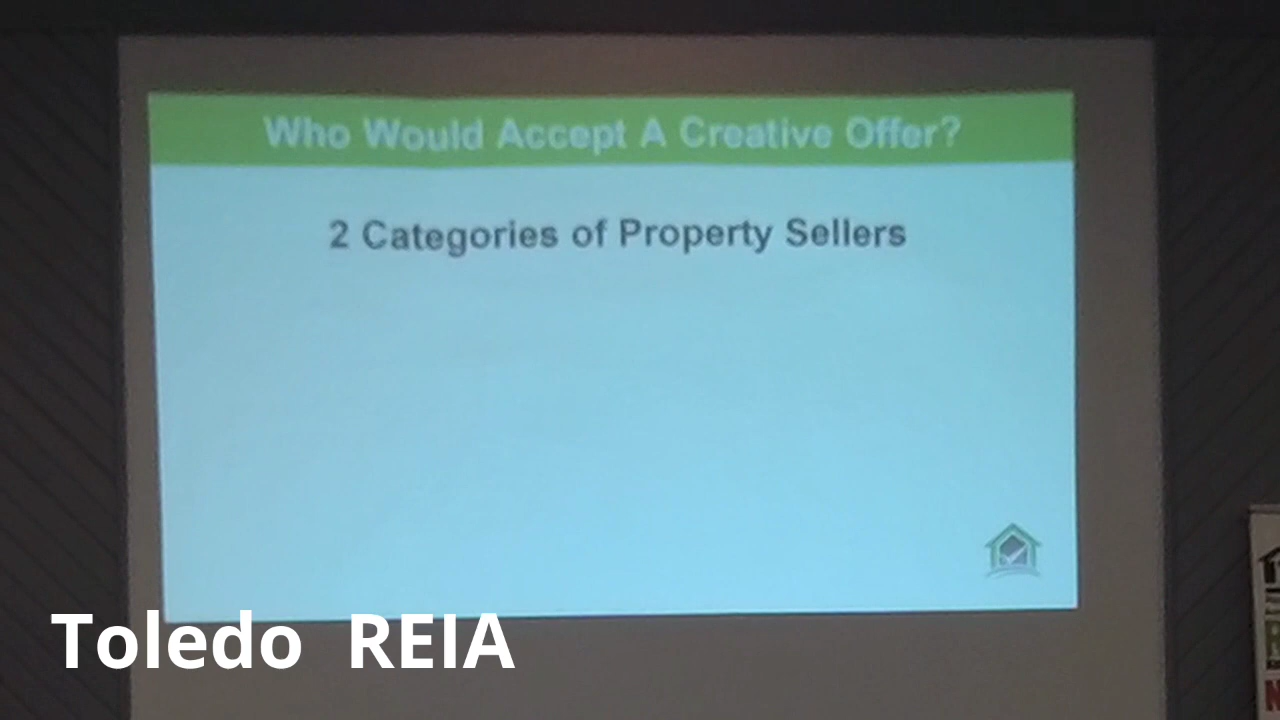 Who Would Accept A Creative Offer?
2 Categories of Property Sellers
Toledo REIA